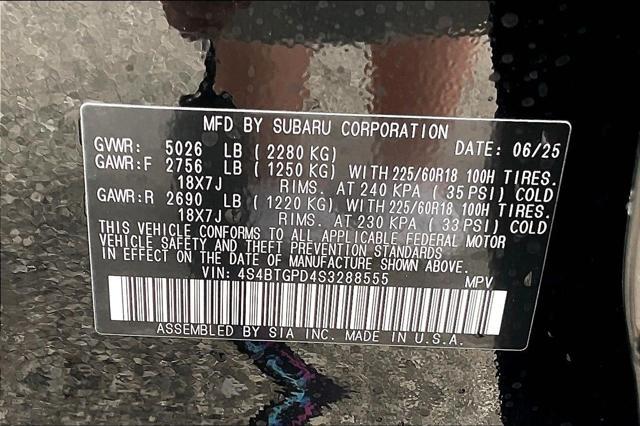 MFD BY SUBARU CORPORATION
GVWR: 5026 LB ( 2280 KG) DATE: 06/25
GAWR:F 2756 LB ( 1250 KG) WITH 225/60R18 100H TIRES.
18X7J RIMS. AT 240 KPA ( 35 PSI) COLD
GAWR:R 2690 LB ( 1220 KG) WITH 225/60R18 100H TIRES.
18X7J RIMS. AT 230 KPA ( 33 PSI) COLD
THIS VEHICLE CONFORMS TO ALL APPLICABLE FEDERAL MOTOR
VEHICLE SAFETY AND THEFT PREVENTION STANDARDS
IN EFFECT ON THE DATE OF MANUFACTURE SHOWN ABOVE.
VIN: 4S4BTGPD4S3288555 MPV
ASSEMBLED BY SIA INC. MADE IN U.S.A.